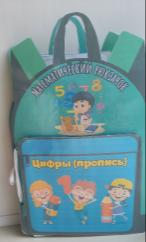 МАТЕМАТИЧЕСКИЙ РЮКЗАЧОК
Цифры (пропись)